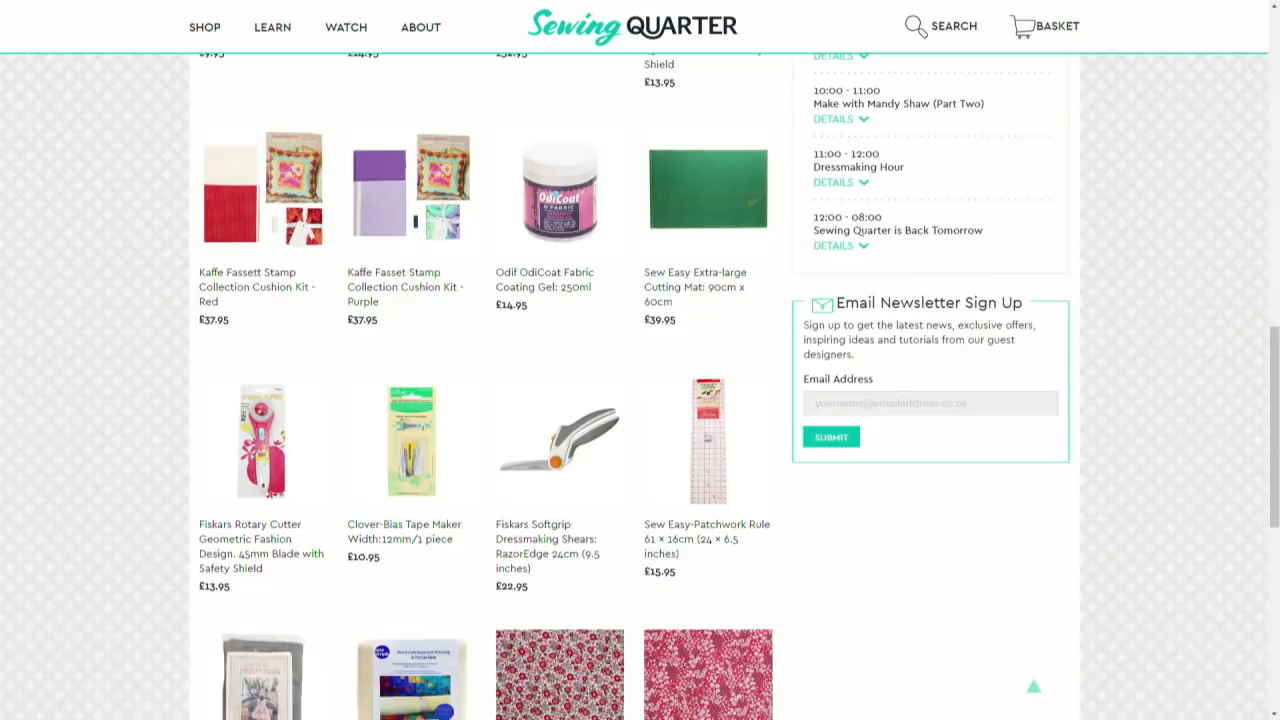 SHOP
LEARN
WATCH
ABOUT
Sewing QUARTER
SEARCH
BASKET
Shield
£13.95
Kaffe Fassett Stamp
Collection Cushion Kit -
Red
£37.95
Kaffe Fasset Stamp
Collection Cushion Kit -
Purple
£37.95
OdiCoat
Odif OdiCoat Fabric
Coating Gel: 250ml
£14.95
Sew Easy Extra-large
Cutting Mat: 90cm x
60cm
£39.95
Fiskars Rotary Cutter
Geometric Fashion
Design. 45mm Blade with
Safety Shield
£13.95
Clover-Bias Tape Maker
Width:12mm/1 piece
£10.95
Fiskars Softgrip
Dressmaking Shears:
RazorEdge 24cm (9.5
inches)
£22.95
Sew Easy-Patchwork Rule
61 x 16cm (24 x 6.5
inches)
£15.95
DETAILS
10:00 - 11:00
Make with Mandy Shaw (Part Two)
DETAILS
11:00 - 12:00
Dressmaking Hour
DETAILS
12:00 - 08:00
Sewing Quarter is Back Tomorrow
DETAILS
Email Newsletter Sign Up
Sign up to get the latest news, exclusive offers,
inspiring ideas and tutorials from our guest
designers.
Email Address
yourname@emailaddress.co.uk
SUBMIT